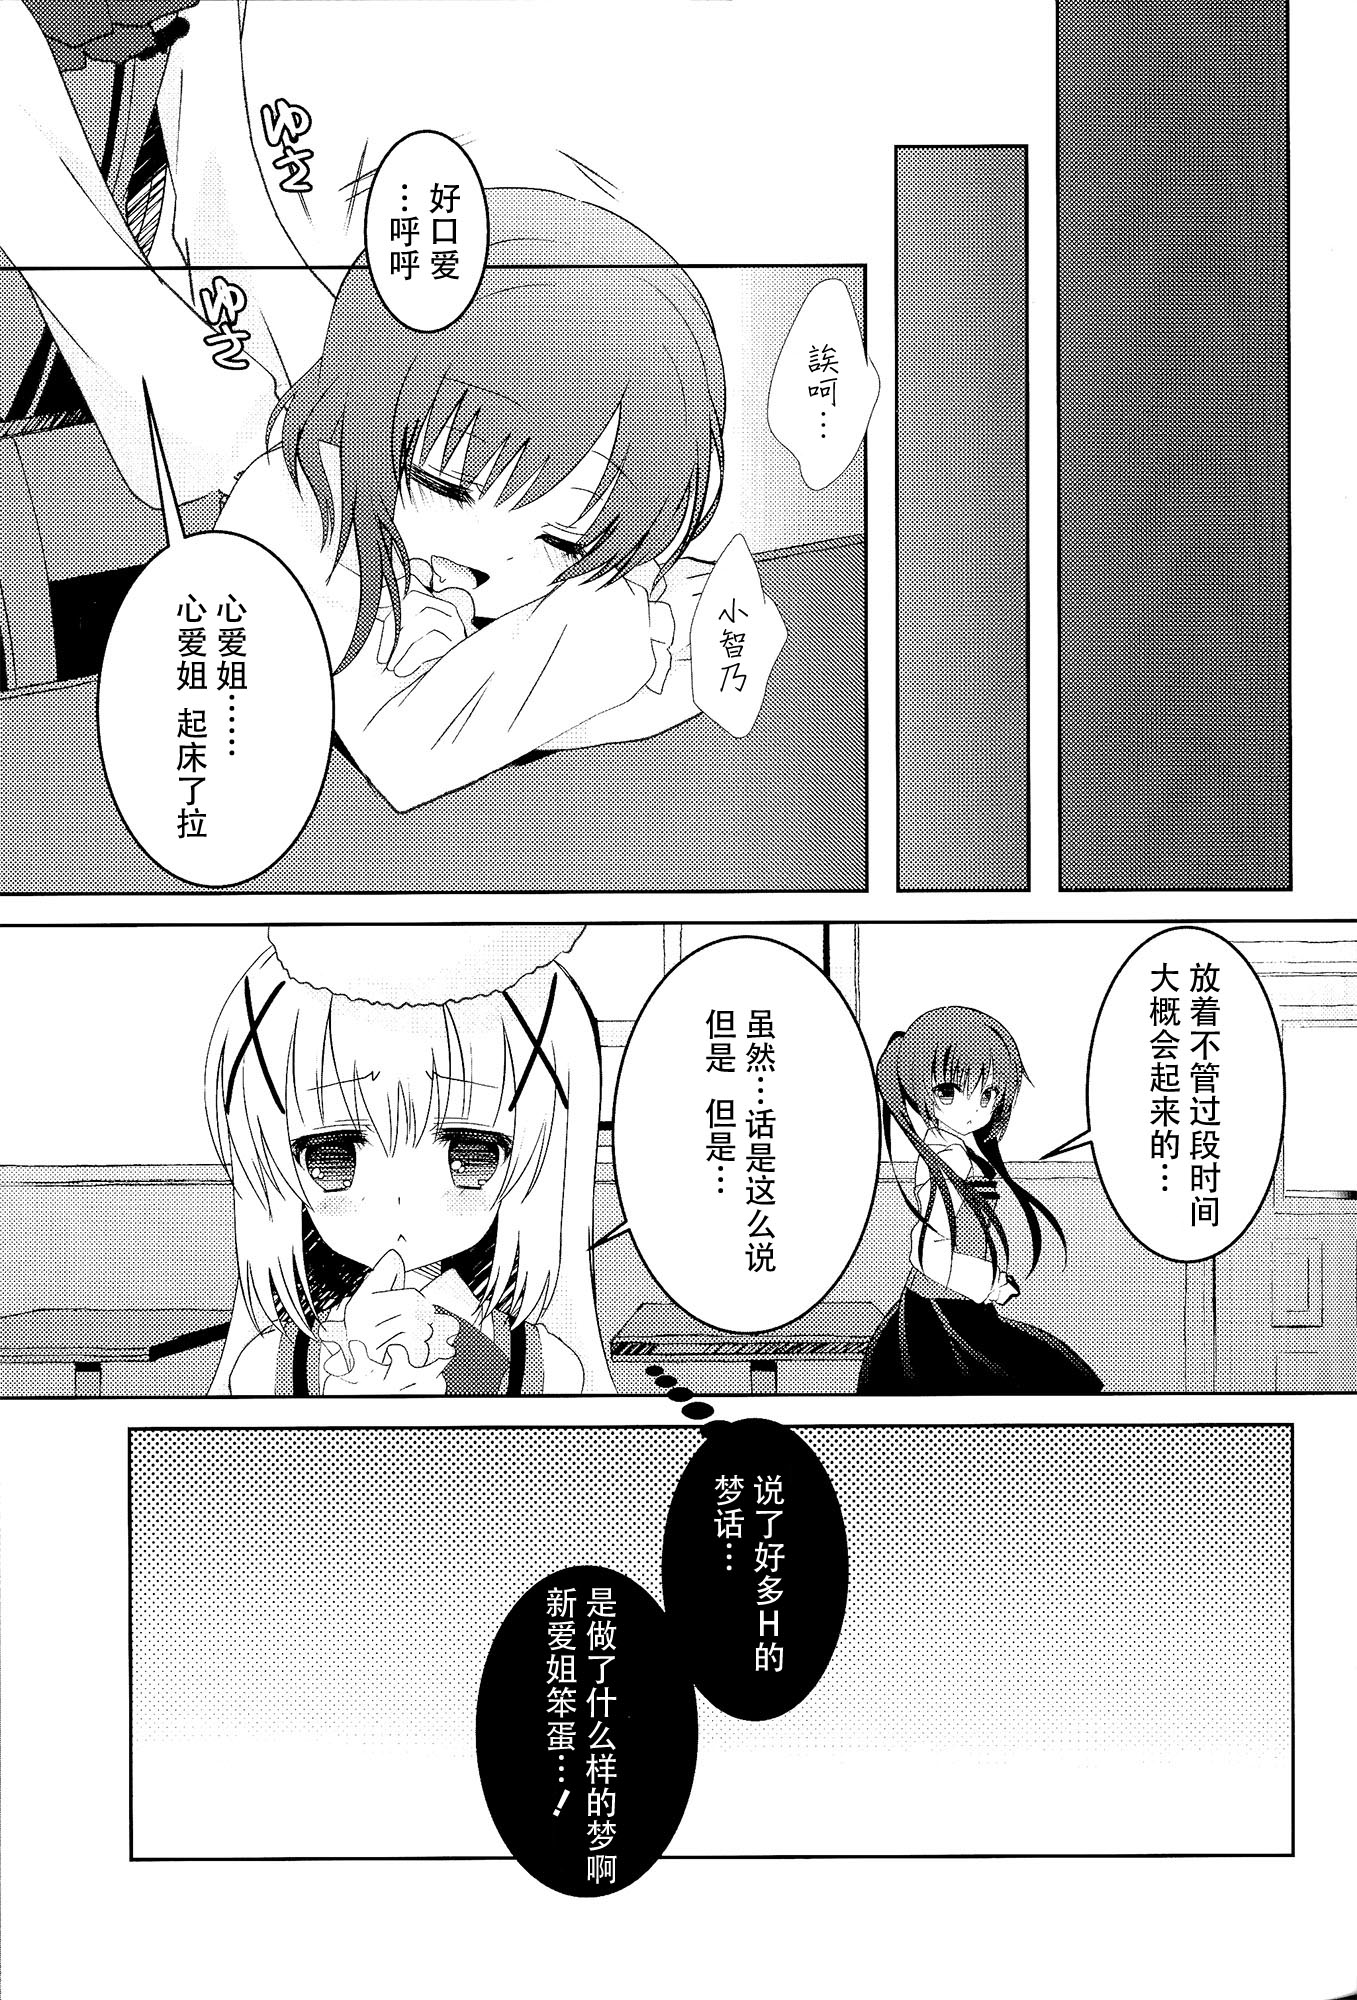 誒呵…
小智乃
好口愛
…呼呼
ゆさ
ゆさ
心爱姐……
心爱姐 起床了拉
放着不管过段时间
大概会起来的…
虽然…话是这么说
但是 但是…
说了好多H的
梦话…
是做了什么样的梦啊
新爱姐笨蛋…！